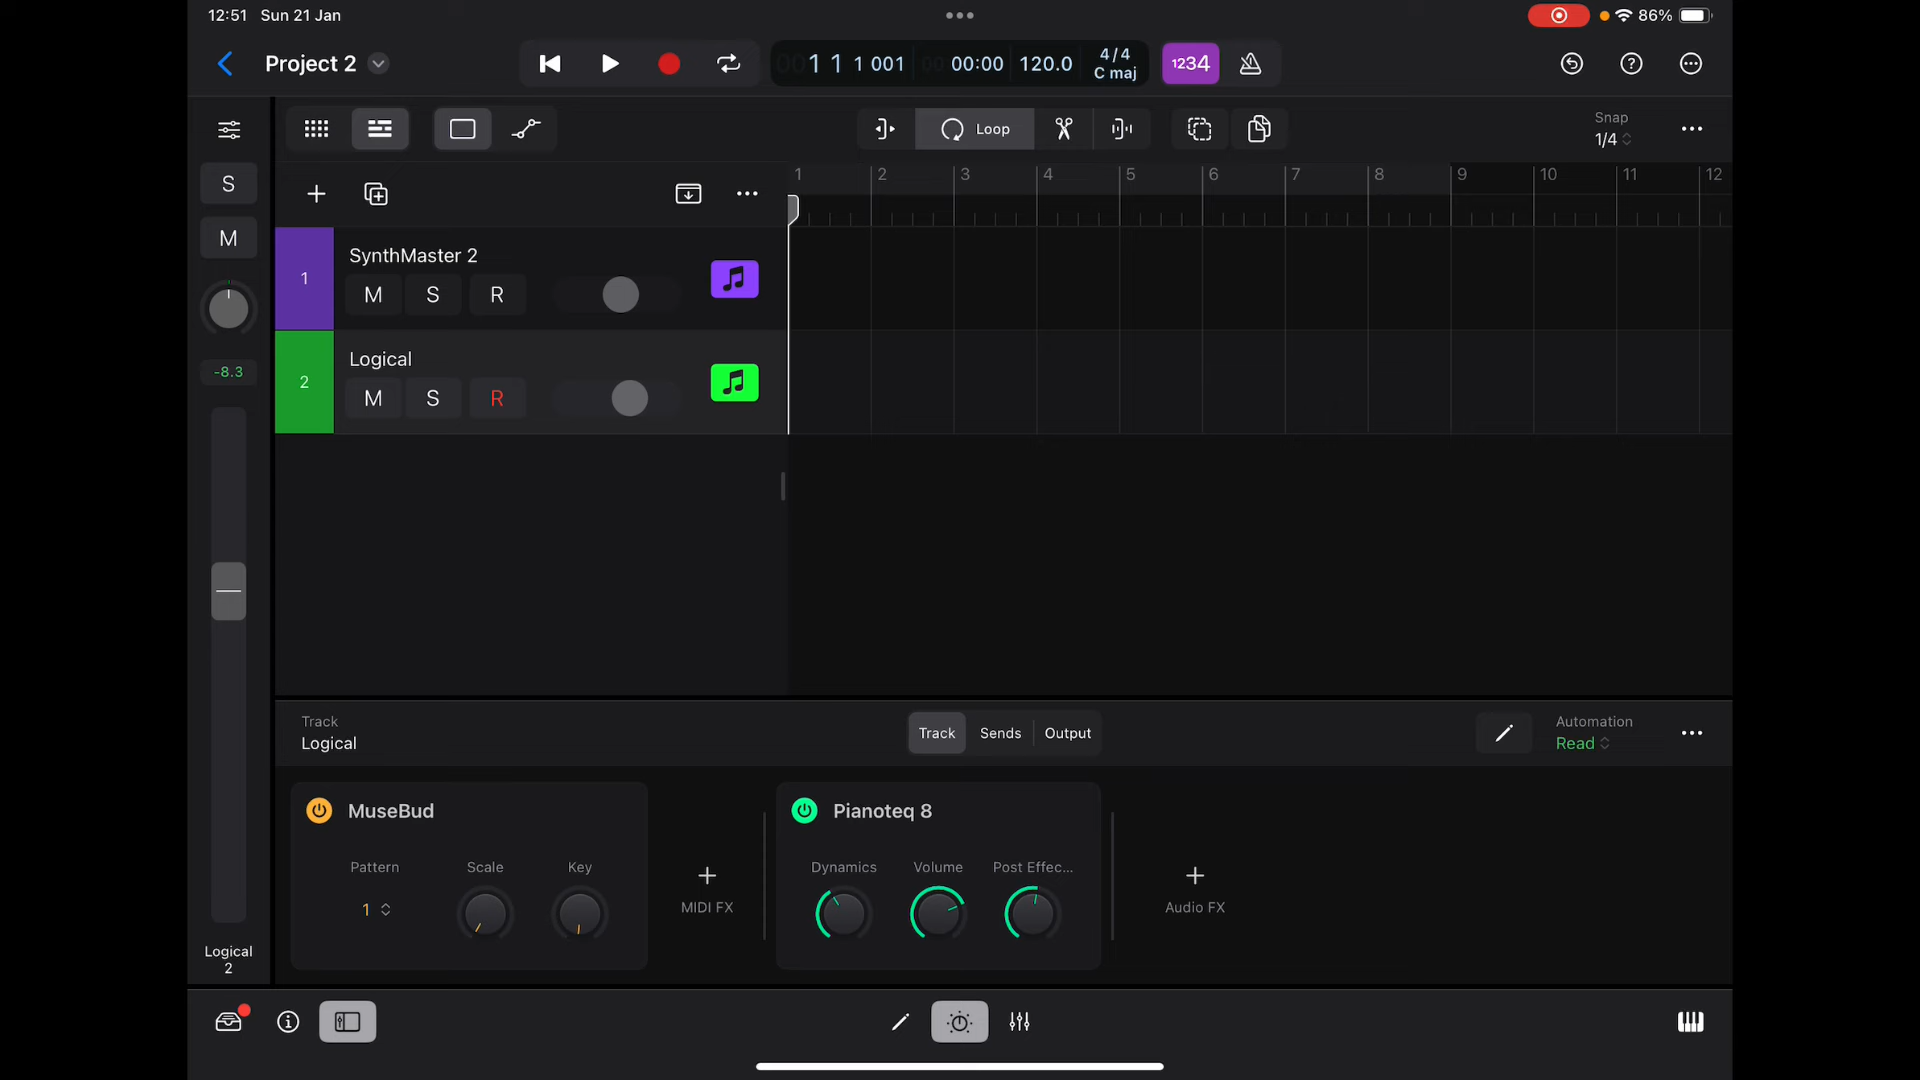 12:51 Sun 21 Jan
86%
Project 2
00 1 1 1 001 00 00:00 120.0 4/4 C maj
1234
Loop
Snap
1/4
S
M
-8.3
Logical
2
1 2 3 4 5 6 7 8 9 10 11 12
1
SynthMaster 2
M S R
2
Logical
M S R
Track
Logical
Track Sends Output
Automation
Read
MuseBud
Pattern Scale Key
1
MIDI FX
Pianoteq 8
Dynamics Volume Post Effec...
Audio FX